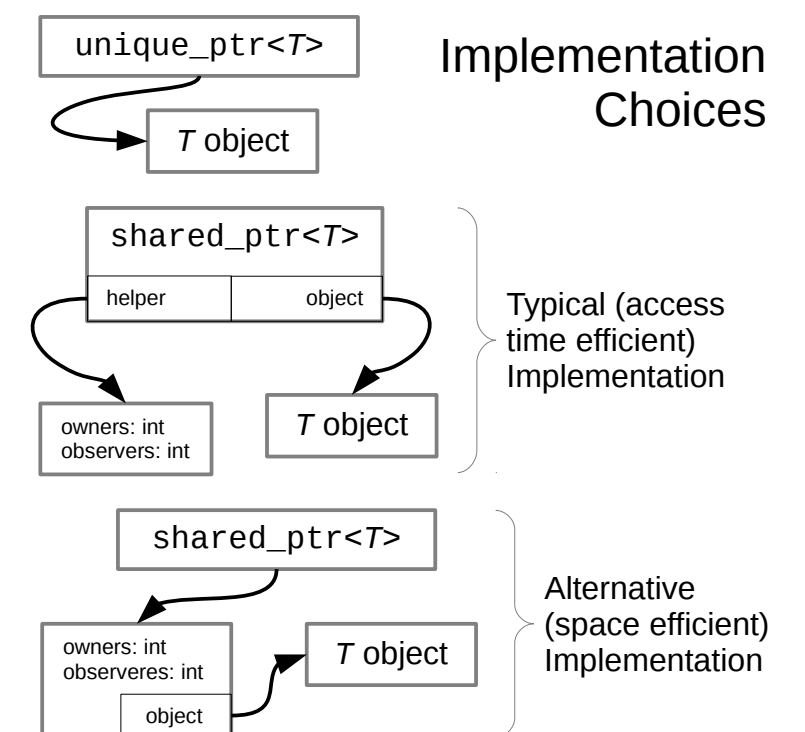 unique_ptr<T>
Implementation
Choices
T object
shared_ptr<T>
helper
object
Typical (access
time efficient)
Implementation
owners: int
observers: int
T object
shared_ptr<T>
Alternative
(space efficient)
Implementation
owners: int
observeres: int
T object
object